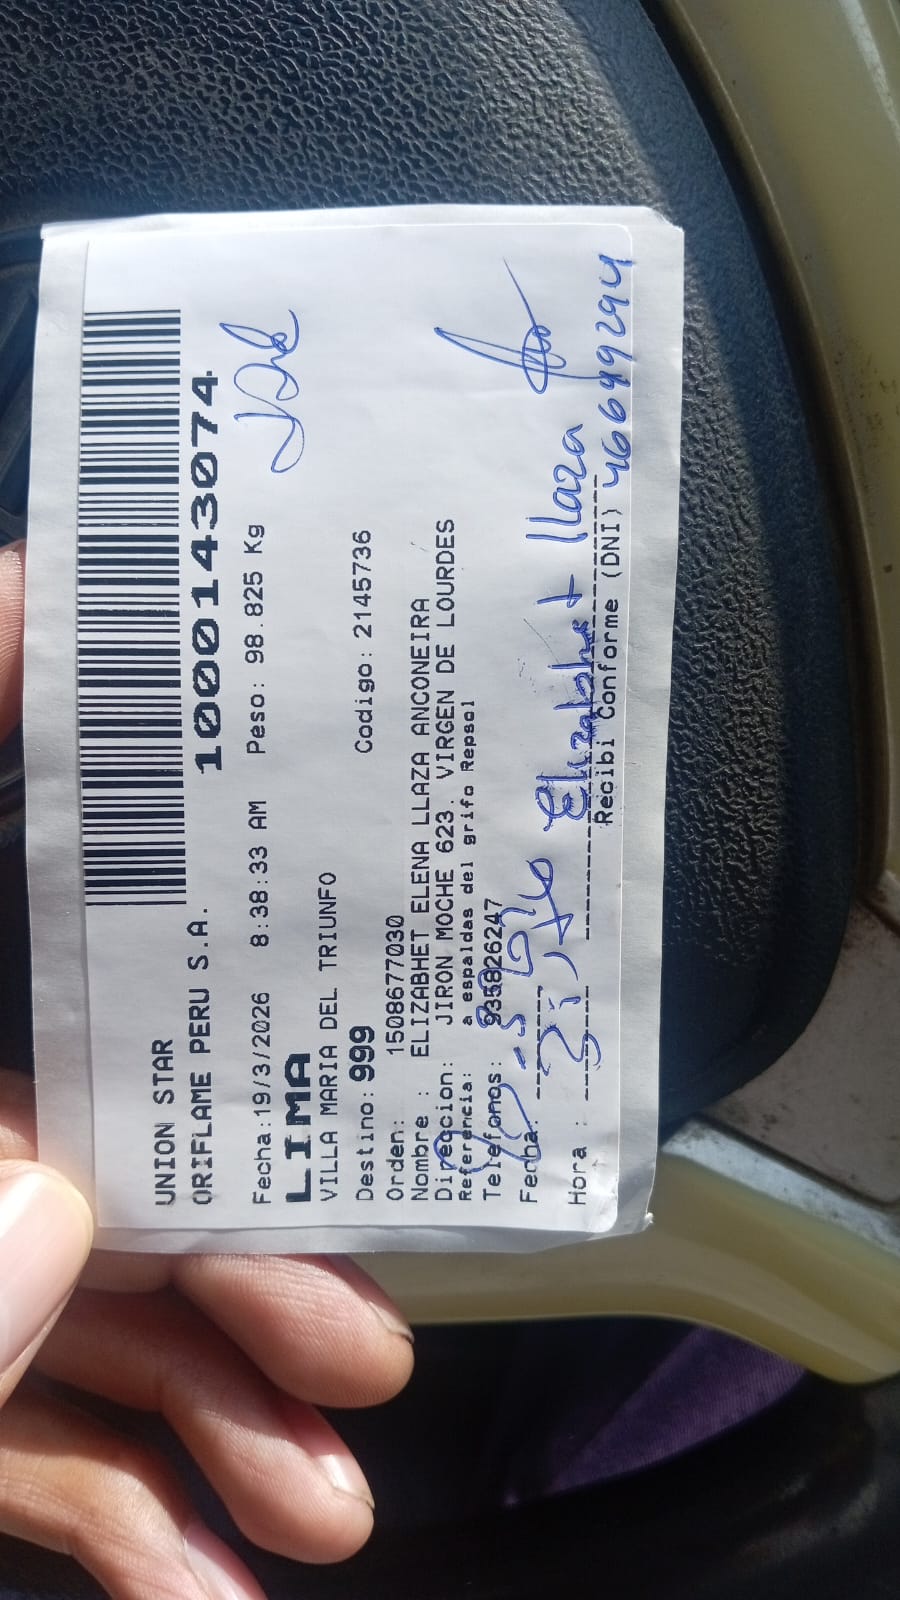 UNION STAR
ORIFLAME PERU S.A.
1000143074
Fecha:19/3/2026 8:38:33 AM Peso: 98.825 Kg
LIMA
VILLA MARIA DEL TRIUNFO
Destino: 999 Codigo: 2145736
Orden: 1508677030
Nombre : ELIZABHET ELENA LLAZA ANCONEIRA
Direccion: JIRON MOCHE 623. VIRGEN DE LOURDES
Referencia: a espaldas del grifo Repsol
Telefonos: 935826247
Fecha:
Hora : Elizabhet llaza
Recibi Conforme (DNI) 46649294